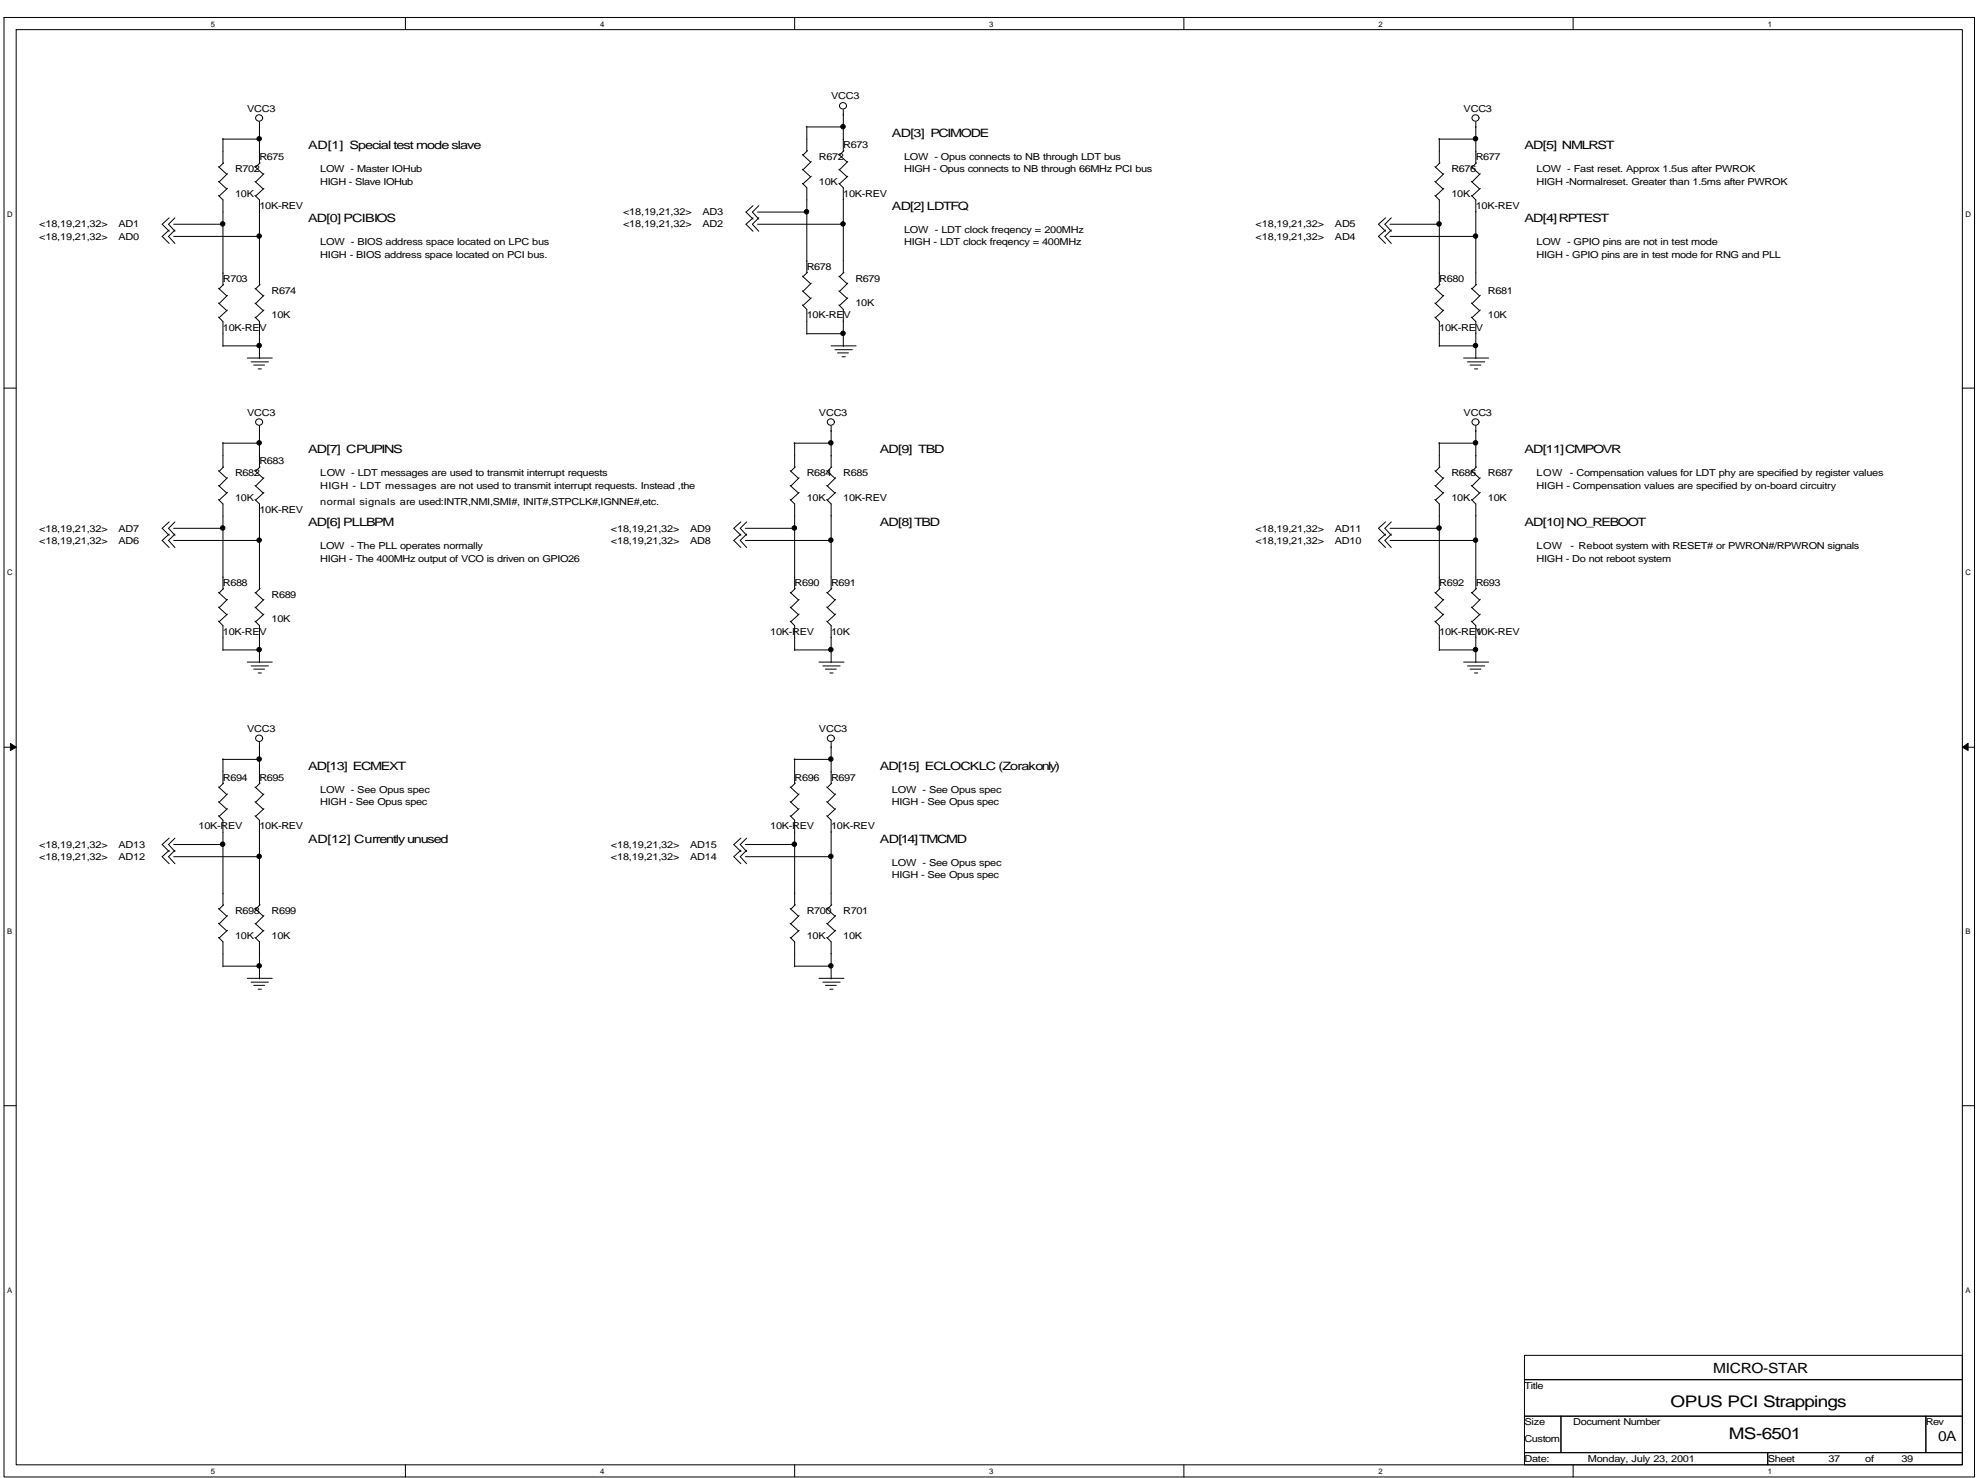 5 4 3 2 1
D D
C C
B B
A A
VCC3
R675
R702
10K
10K-REV
AD[1] Special test mode slave
LOW - Master IOHub
HIGH - Slave IOHub
<18,19,21,32> AD1
<18,19,21,32> AD0
AD[0] PCIBIOS
LOW - BIOS address space located on LPC bus
HIGH - BIOS address space located on PCI bus.
R703
R674
10K
10K-REV
VCC3
R673
R672
10K
10K-REV
AD[3] PCIMODE
LOW - Opus connects to NB through LDT bus
HIGH - Opus connects to NB through 66MHz PCI bus
<18,19,21,32> AD3
<18,19,21,32> AD2
AD[2] LDTFQ
LOW - LDT clock freqency = 200MHz
HIGH - LDT clock freqency = 400MHz
R678
R679
10K
10K-REV
VCC3
R677
R676
10K
10K-REV
AD[5] NMLRST
LOW - Fast reset. Approx 1.5us after PWROK
HIGH -Normalreset. Greater than 1.5ms after PWROK
<18,19,21,32> AD5
<18,19,21,32> AD4
AD[4] RPTEST
LOW - GPIO pins are not in test mode
HIGH - GPIO pins are in test mode for RNG and PLL
R680
R681
10K
10K-REV
VCC3
R683
R682
10K
10K-REV
AD[7] CPUPINS
LOW - LDT messages are used to transmit interrupt requests
HIGH - LDT messages are not used to transmit interrupt requests. Instead ,the
normal signals are used:INTR,NMI,SMI#, INIT#,STPCLK#,IGNNE#,etc.
<18,19,21,32> AD7
<18,19,21,32> AD6
AD[6] PLLBPM
LOW - The PLL operates normally
HIGH - The 400MHz output of VCO is driven on GPIO26
R688
R689
10K
10K-REV
VCC3
R684 R685
10K 10K-REV
AD[9] TBD
<18,19,21,32> AD9
<18,19,21,32> AD8
AD[8] TBD
R690 R691
10K-REV 10K
VCC3
R686 R687
10K 10K
AD[11] CMPOVR
LOW - Compensation values for LDT phy are specified by register values
HIGH - Compensation values are specified by on-board circuitry
<18,19,21,32> AD11
<18,19,21,32> AD10
AD[10] NO_REBOOT
LOW - Reboot system with RESET# or PWRON#/RPWRON signals
HIGH - Do not reboot system
R692 R693
10K-REV 10K-REV
VCC3
R694 R695
10K-REV 10K-REV
AD[13] ECMEXT
LOW - See Opus spec
HIGH - See Opus spec
<18,19,21,32> AD13
<18,19,21,32> AD12
AD[12] Currently unused
R698 R699
10K 10K
VCC3
R696 R697
10K-REV 10K-REV
AD[15] ECLOCKLC (Zorakonly)
LOW - See Opus spec
HIGH - See Opus spec
<18,19,21,32> AD15
<18,19,21,32> AD14
AD[14] TMCMD
LOW - See Opus spec
HIGH - See Opus spec
R700 R701
10K 10K
MICRO-STAR
Title
OPUS PCI Strappings
Size Document Number Rev
Custom MS-6501 0A
Date: Monday, July 23, 2001 Sheet 37 of 39
5 4 3 2 1